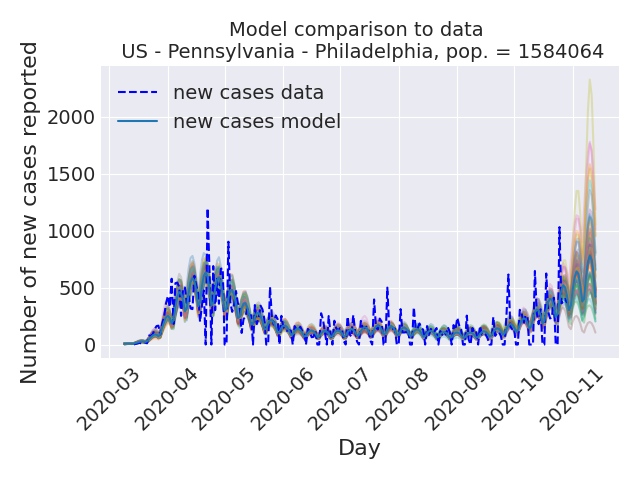 Model comparison to data
US - Pennsylvania - Philadelphia, pop. = 1584064
Number of new cases reported
2000
1500
1000
500
0
new cases data
new cases model
2020-03
2020-04
2020-05
2020-06
2020-07
2020-08
2020-09
2020-10
2020-11
Day